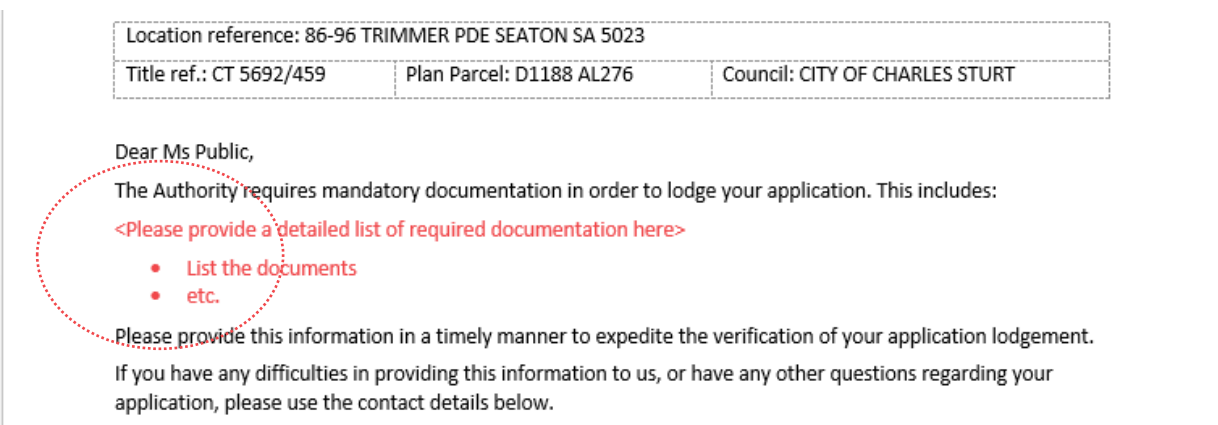 Location reference: 86-96 TRIMMER PDE SEATON SA 5023
Title ref.: CT 5692/459 Plan Parcel: D1188 AL276 Council: CITY OF CHARLES STURT
Dear Ms Public,
The Authority requires mandatory documentation in order to lodge your application. This includes:
<Please provide a detailed list of required documentation here>
• List the documents
• etc.
Please provide this information in a timely manner to expedite the verification of your application lodgement.
If you have any difficulties in providing this information to us, or have any other questions regarding your
application, please use the contact details below.